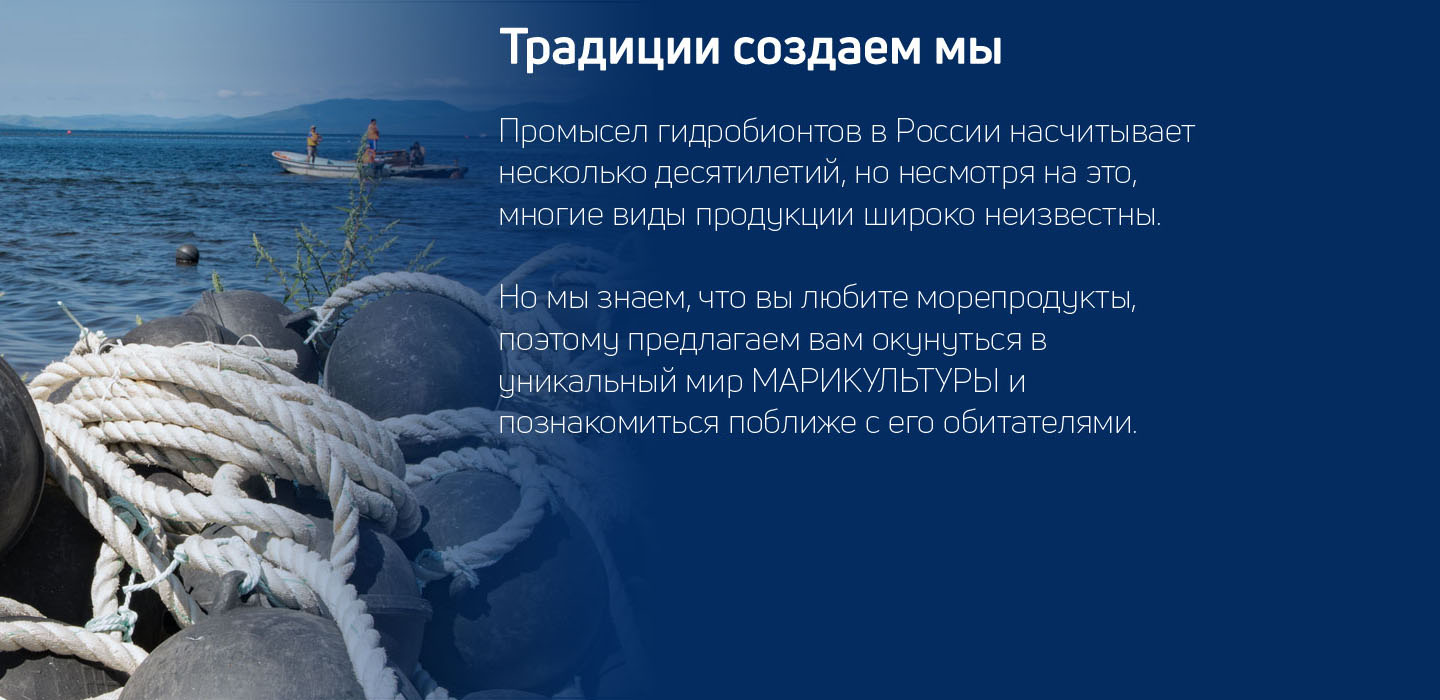 Традиции создаем мы
Промысел гидробионтов в России насчитывает
несколько десятилетий, но несмотря на это,
многие виды продукции широко неизвестны.
Но мы знаем, что вы любите морепродукты,
поэтому предлагаем вам окунуться в
уникальный мир МАРИКУЛЬТУРЫ и
познакомиться поближе с его обитателями.